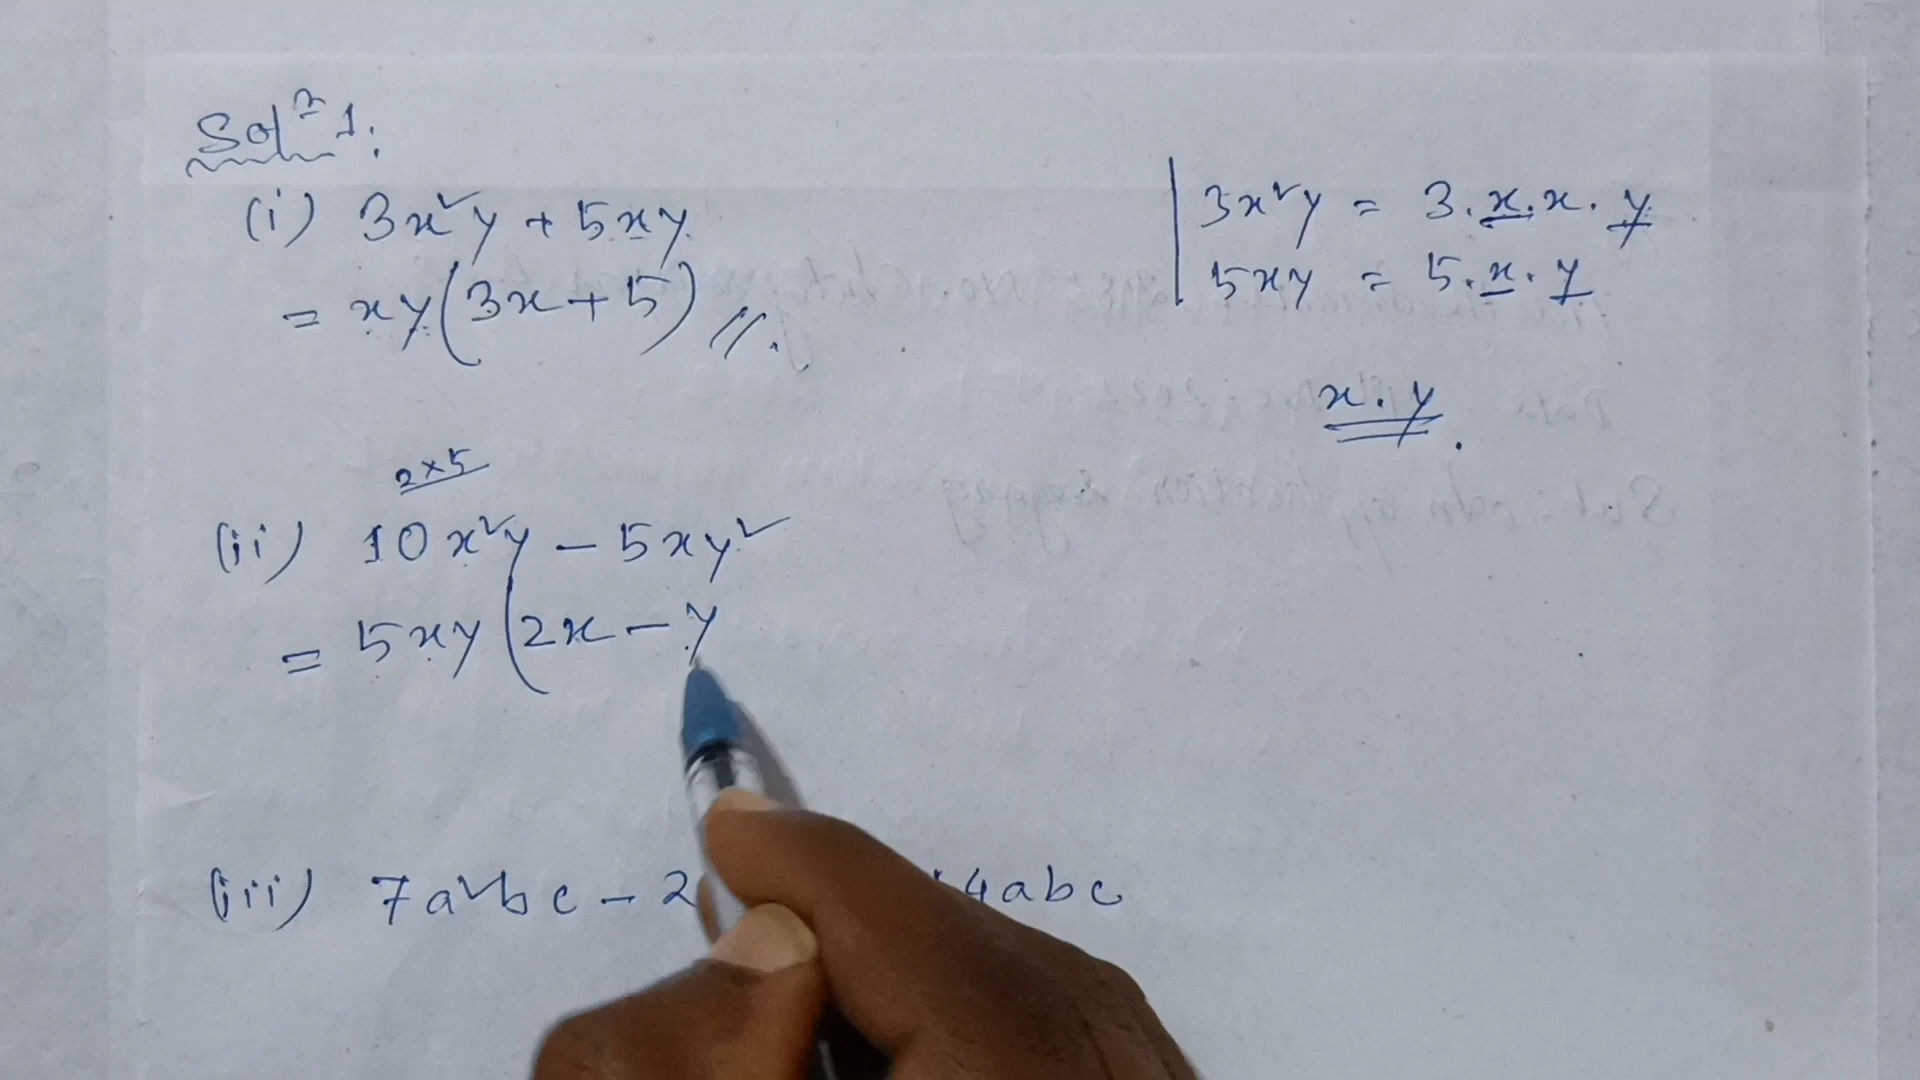 Solⁿ 1:
(i) 3x²y + 5xy
= xy(3x+5) //.
3x²y = 3.x.x.y
5xy = 5.x.y
x.y.
2×5
(ii) 10x²y - 5xy²
= 5xy(2x - y
(iii) 7a²bc - 2 4abc